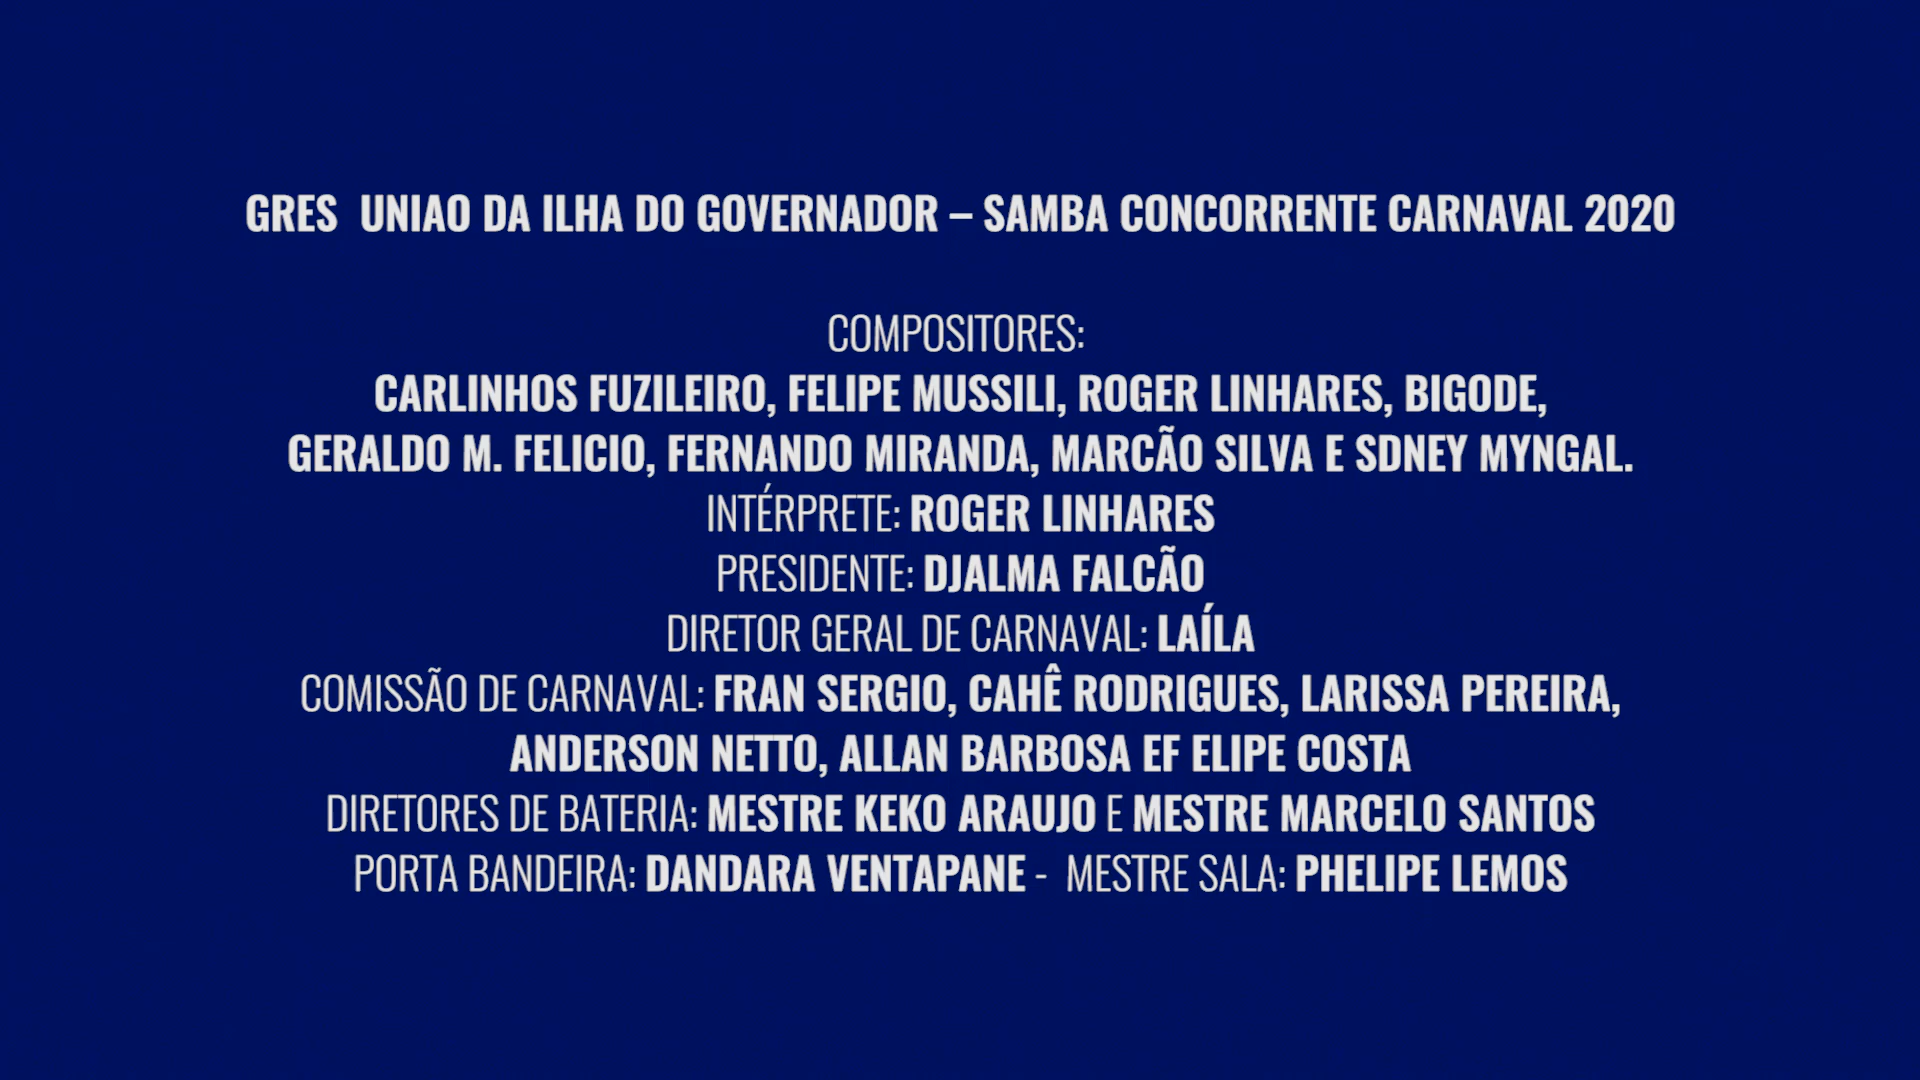 GRES  UNIAO DA ILHA DO GOVERNADOR – SAMBA CONCORRENTE CARNAVAL 2020
COMPOSITORES:
CARLINHOS FUZILEIRO, FELIPE MUSSILI, ROGER LINHARES, BIGODE,
GERALDO M. FELICIO, FERNANDO MIRANDA, MARCÃO SILVA E SDNEY MYNGAL.
INTÉRPRETE: ROGER LINHARES
PRESIDENTE: DJALMA FALCÃO
DIRETOR GERAL DE CARNAVAL: LAÍLA
COMISSÃO DE CARNAVAL: FRAN SERGIO, CAHÊ RODRIGUES, LARISSA PEREIRA,
ANDERSON NETTO, ALLAN BARBOSA EF ELIPE COSTA
DIRETORES DE BATERIA: MESTRE KEKO ARAUJO E MESTRE MARCELO SANTOS
PORTA BANDEIRA: DANDARA VENTAPANE -  MESTRE SALA: PHELIPE LEMOS